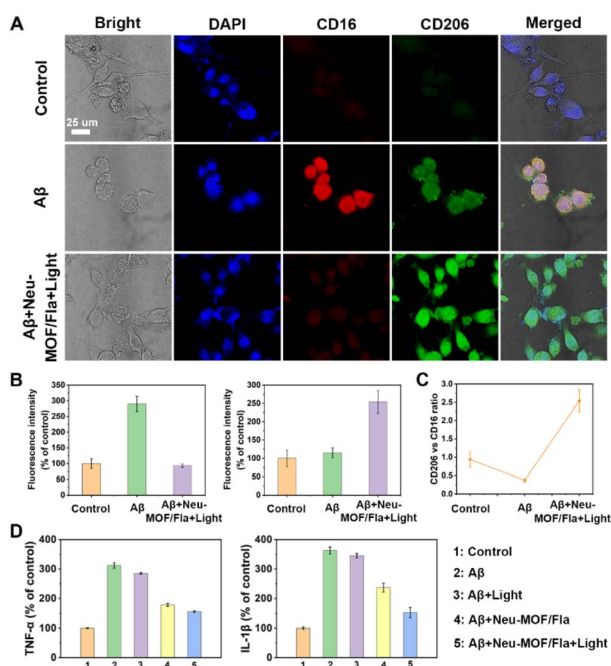 A
Bright DAPI CD16 CD206 Merged
Control
25 um
Aβ
Aβ+Neu-
MOF/Fla+Light
B
Fluorescence intensity
(% of control)
350
300
250
200
150
100
50
0
Control Aβ Aβ+Neu-
MOF/Fla+Light
Fluorescence intensity
(% of control)
350
300
250
200
150
100
50
0
Control Aβ Aβ+Neu-
MOF/Fla+Light
C
CD206 vs CD16 ratio
3.0
2.5
2.0
1.5
1.0
0.5
0.0
Control Aβ Aβ+Neu-
MOF/Fla+Light
D
TNF-α (% of control)
400
300
200
100
0
1 2 3 4 5
IL-1β (% of control)
400
300
200
100
0
1 2 3 4 5
1: Control
2: Aβ
3: Aβ+Light
4: Aβ+Neu-MOF/Fla
5: Aβ+Neu-MOF/Fla+Light